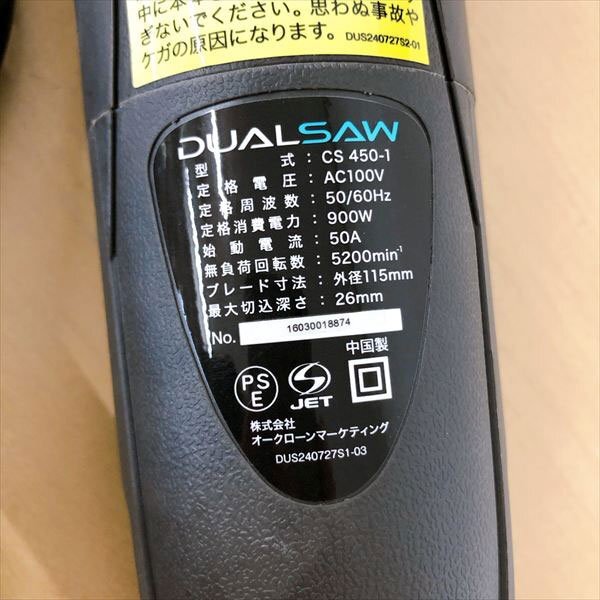 中に本
ぎないでください。思わぬ事故や
ケガの原因になります。 DUS240727S2-01
DUALSAW
型式：CS 450-1
定格電圧：AC100V
定格周波数：50/60Hz
定格消費電力：900W
始動電流：50A
無負荷回転数：5200min⁻¹
ブレード寸法：外径115mm
最大切込深さ：26mm
No. 16030018874
中国製
PS
E
JET
株式会社
オークローンマーケティング
DUS240727S1-03